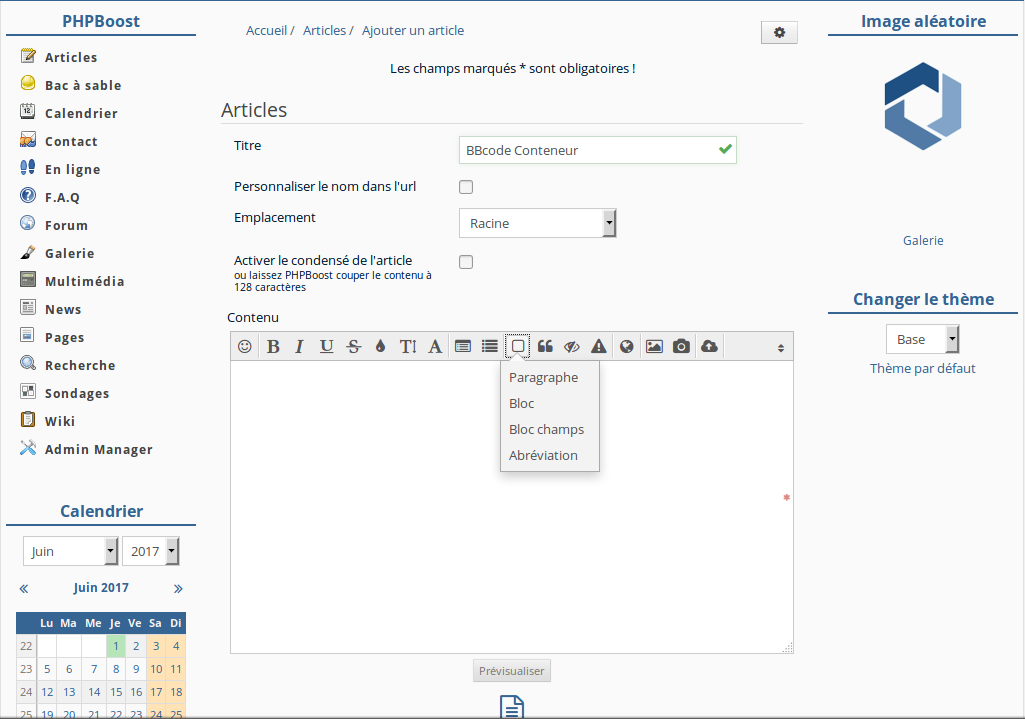 PHPBoost
Articles
Bac à sable
Calendrier
Contact
En ligne
F.A.Q
Forum
Galerie
Multimédia
News
Pages
Recherche
Sondages
Wiki
Admin Manager
Calendrier
Juin 2017
« Juin 2017 »
Lu Ma Me Je Ve Sa Di
22 1 2 3 4
23 5 6 7 8 9 10 11
24 12 13 14 15 16 17 18
25 19 20 21 22 23 24 25
Accueil / Articles / Ajouter un article
Les champs marqués * sont obligatoires !
Articles
Titre BBcode Conteneur
Personnaliser le nom dans l'url
Emplacement Racine
Activer le condensé de l'article
ou laissez PHPBoost couper le contenu à
128 caractères
Contenu
B I U S T A
Paragraphe
Bloc
Bloc champs
Abréviation
*
Prévisualiser
Image aléatoire
Galerie
Changer le thème
Base
Thème par défaut